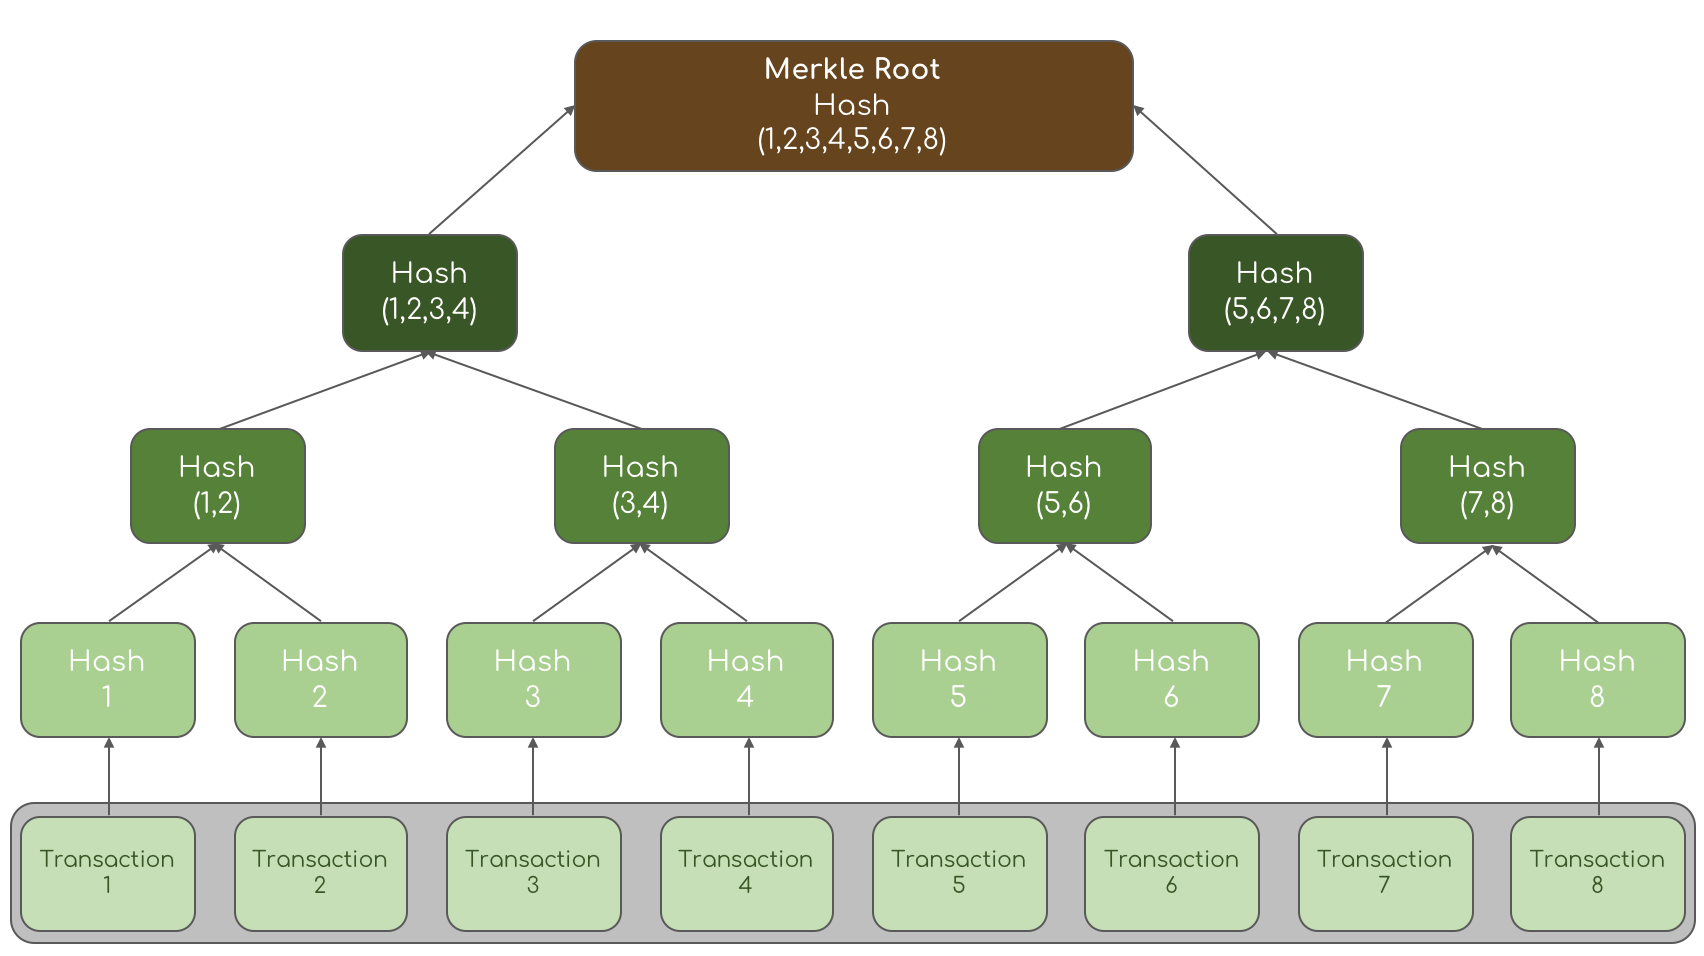 Merkle Root
Hash
(1,2,3,4,5,6,7,8)
Hash
(1,2,3,4)
Hash
(5,6,7,8)
Hash
(1,2)
Hash
(3,4)
Hash
(5,6)
Hash
(7,8)
Hash
1
Hash
2
Hash
3
Hash
4
Hash
5
Hash
6
Hash
7
Hash
8
Transaction
1
Transaction
2
Transaction
3
Transaction
4
Transaction
5
Transaction
6
Transaction
7
Transaction
8